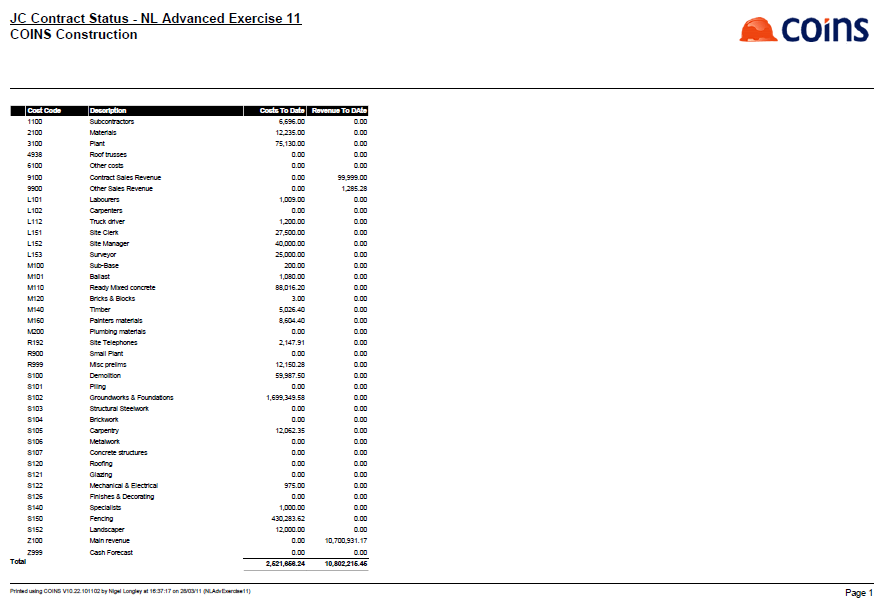 JC Contract Status - NL Advanced Exercise 11
COINS Construction
coins
Cost Code Description Costs To Date Revenue To DAte
1100 Subcontractors 6,696.00 0.00
2100 Materials 12,235.00 0.00
3100 Plant 75,130.00 0.00
4938 Roof trusses 0.00 0.00
6100 Other costs 0.00 0.00
9100 Contract Sales Revenue 0.00 99,999.00
9900 Other Sales Revenue 0.00 1,285.28
L101 Labourers 1,009.00 0.00
L102 Carpenters 0.00 0.00
L112 Truck driver 1,200.00 0.00
L151 Site Clerk 27,500.00 0.00
L152 Site Manager 40,000.00 0.00
L153 Surveyor 25,000.00 0.00
M100 Sub-Base 200.00 0.00
M101 Ballast 1,080.00 0.00
M110 Ready Mixed concrete 88,016.20 0.00
M120 Bricks & Blocks 3.00 0.00
M140 Timber 5,026.40 0.00
M160 Painters materials 8,604.40 0.00
M200 Plumbing materials 0.00 0.00
R192 Site Telephones 2,147.91 0.00
R900 Small Plant 0.00 0.00
R999 Misc prelims 12,150.28 0.00
S100 Demolition 59,987.50 0.00
S101 Piling 0.00 0.00
S102 Groundworks & Foundations 1,699,349.58 0.00
S103 Structural Steelwork 0.00 0.00
S104 Brickwork 0.00 0.00
S105 Carpentry 12,062.35 0.00
S106 Metalwork 0.00 0.00
S107 Concrete structures 0.00 0.00
S120 Roofing 0.00 0.00
S121 Glazing 0.00 0.00
S122 Mechanical & Electrical 975.00 0.00
S126 Finishes & Decorating 0.00 0.00
S140 Specialists 1,000.00 0.00
S150 Fencing 430,283.62 0.00
S152 Landscaper 12,000.00 0.00
Z100 Main revenue 0.00 10,700,931.17
Z999 Cash Forecast 0.00 0.00
Total 2,521,656.24 10,802,215.45
Printed using COINS V10.22.101102 by Nigel Longley at 16:37:17 on 28/03/11 (NLAdvExercise11)
Page 1